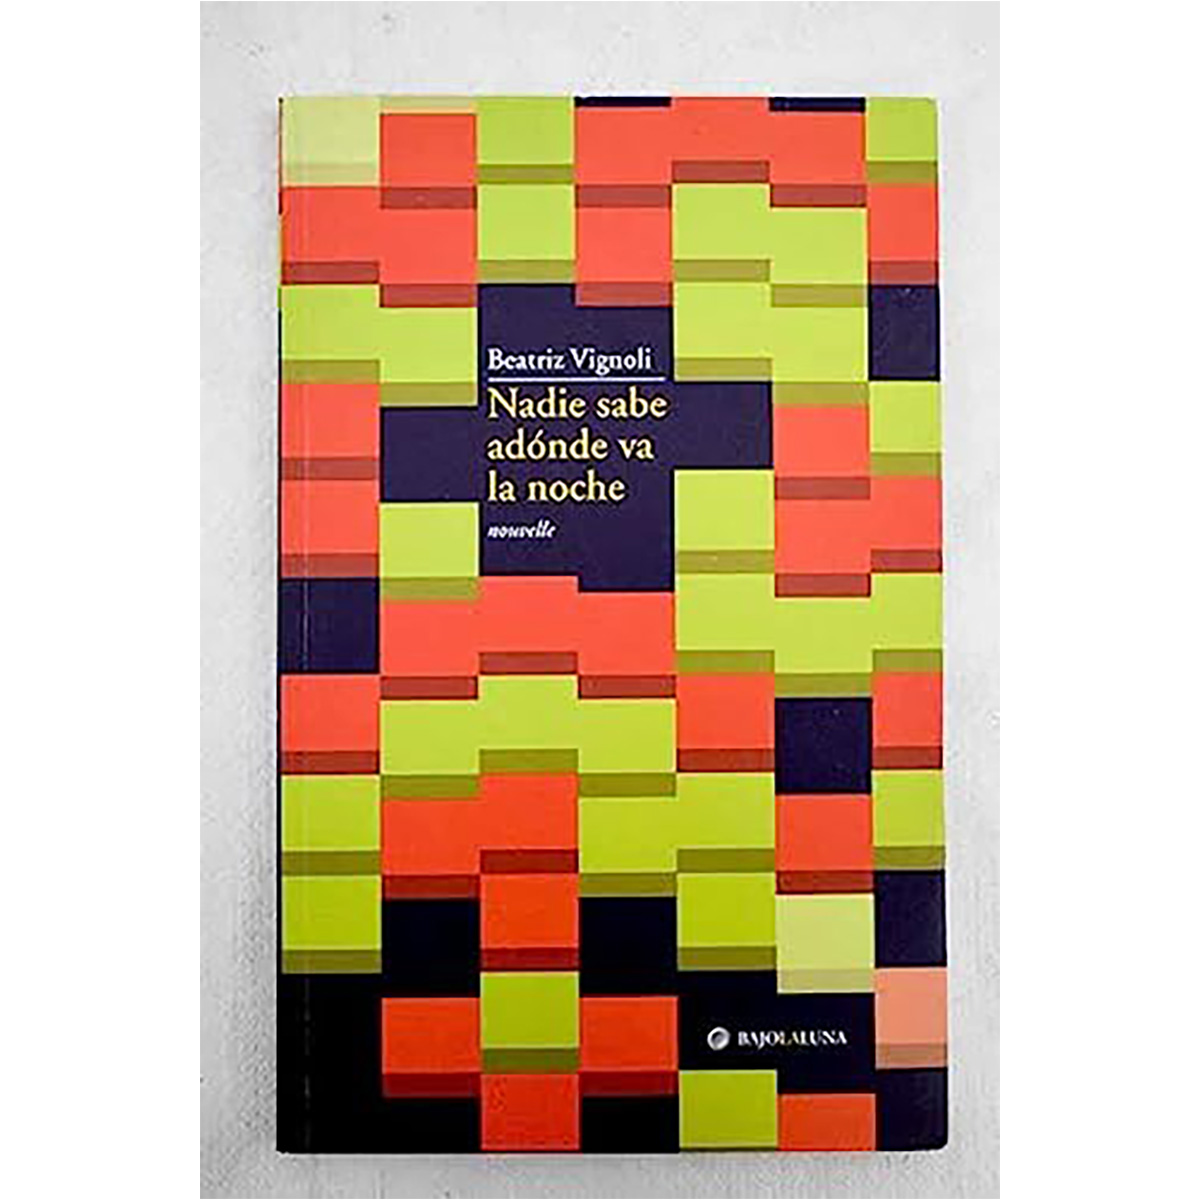 Beatriz Vignoli
Nadie sabe
adónde va
la noche
nouvelle
BAJOLALUNA